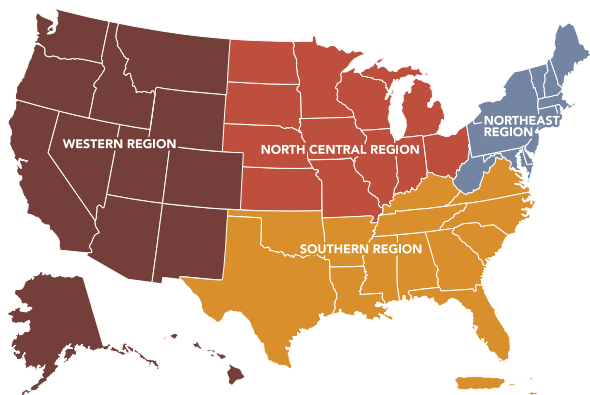 NORTHEAST
REGION
WESTERN REGION
NORTH CENTRAL REGION
SOUTHERN REGION